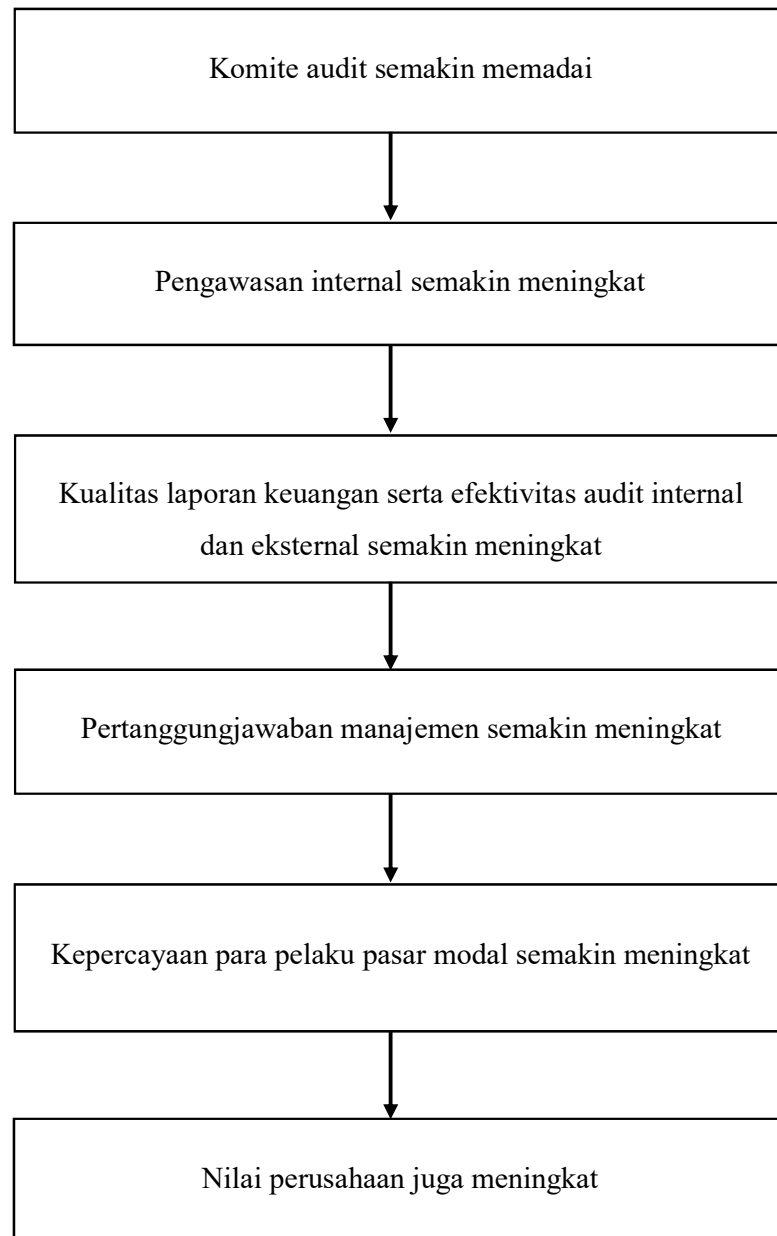 Komite audit semakin memadai
Pengawasan internal semakin meningkat
Kualitas laporan keuangan serta efektivitas audit internal
dan eksternal semakin meningkat
Pertanggungjawaban manajemen semakin meningkat
Kepercayaan para pelaku pasar modal semakin meningkat
Nilai perusahaan juga meningkat